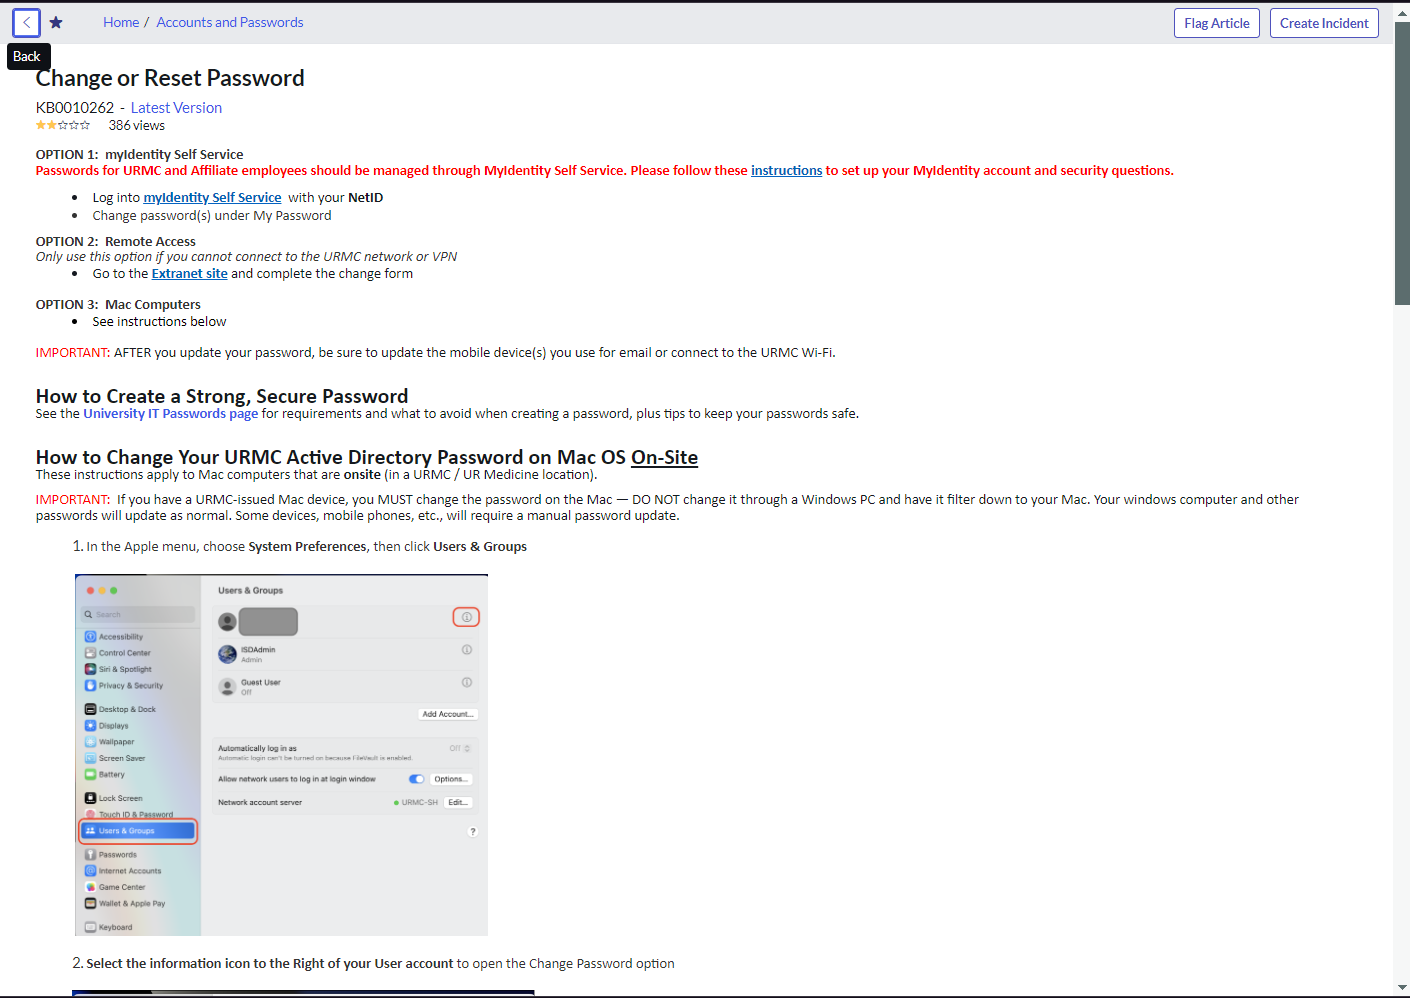 Home / Accounts and Passwords
Flag Article
Create Incident
Back
Change or Reset Password
KB0010262 - Latest Version
386 views
OPTION 1: myIdentity Self Service
Passwords for URMC and Affiliate employees should be managed through MyIdentity Self Service. Please follow these instructions to set up your MyIdentity account and security questions.
• Log into myIdentity Self Service with your NetID
• Change password(s) under My Password
OPTION 2: Remote Access
Only use this option if you cannot connect to the URMC network or VPN
• Go to the Extranet site and complete the change form
OPTION 3: Mac Computers
• See instructions below
IMPORTANT: AFTER you update your password, be sure to update the mobile device(s) you use for email or connect to the URMC Wi-Fi.
How to Create a Strong, Secure Password
See the University IT Passwords page for requirements and what to avoid when creating a password, plus tips to keep your passwords safe.
How to Change Your URMC Active Directory Password on Mac OS On-Site
These instructions apply to Mac computers that are onsite (in a URMC / UR Medicine location).
IMPORTANT: If you have a URMC-issued Mac device, you MUST change the password on the Mac — DO NOT change it through a Windows PC and have it filter down to your Mac. Your windows computer and other
passwords will update as normal. Some devices, mobile phones, etc., will require a manual password update.
1. In the Apple menu, choose System Preferences, then click Users & Groups
Search
Accessibility
Control Center
Siri & Spotlight
Privacy & Security
Desktop & Dock
Displays
Wallpaper
Screen Saver
Battery
Lock Screen
Touch ID & Password
Users & Groups
Passwords
Internet Accounts
Game Center
Wallet & Apple Pay
Keyboard
Users & Groups
ISDAdmin
Admin
Guest User
Off
Add Account...
Automatically log in as
Off
Automatic login can't be turned on because FileVault is enabled.
Allow network users to log in at login window
Options...
Network account server
URMC-SH
Edit...
?
2. Select the information icon to the Right of your User account to open the Change Password option